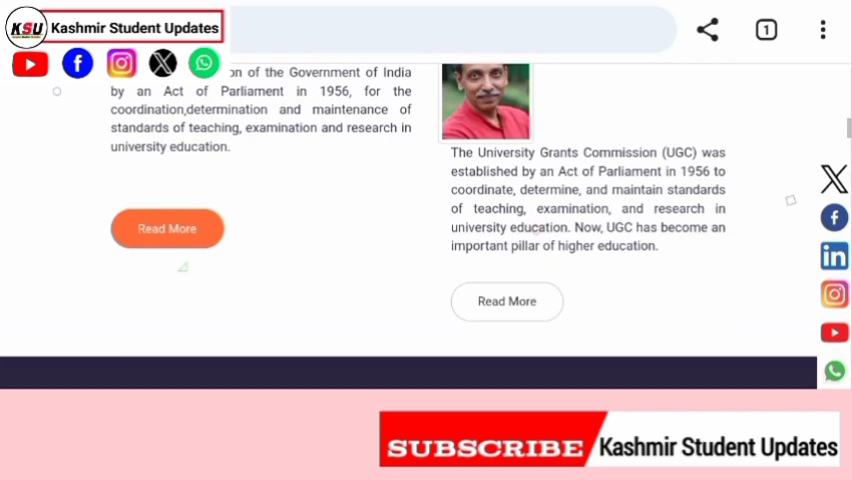 KSU
Kashmir Student Updates
1
on of the Government of India
by an Act of Parliament in 1956, for the
coordination,determination and maintenance of
standards of teaching, examination and research in
university education.
Read More
The University Grants Commission (UGC) was
established by an Act of Parliament in 1956 to
coordinate, determine, and maintain standards
of teaching, examination, and research in
university education. Now, UGC has become an
important pillar of higher education.
Read More
SUBSCRIBE
Kashmir Student Updates